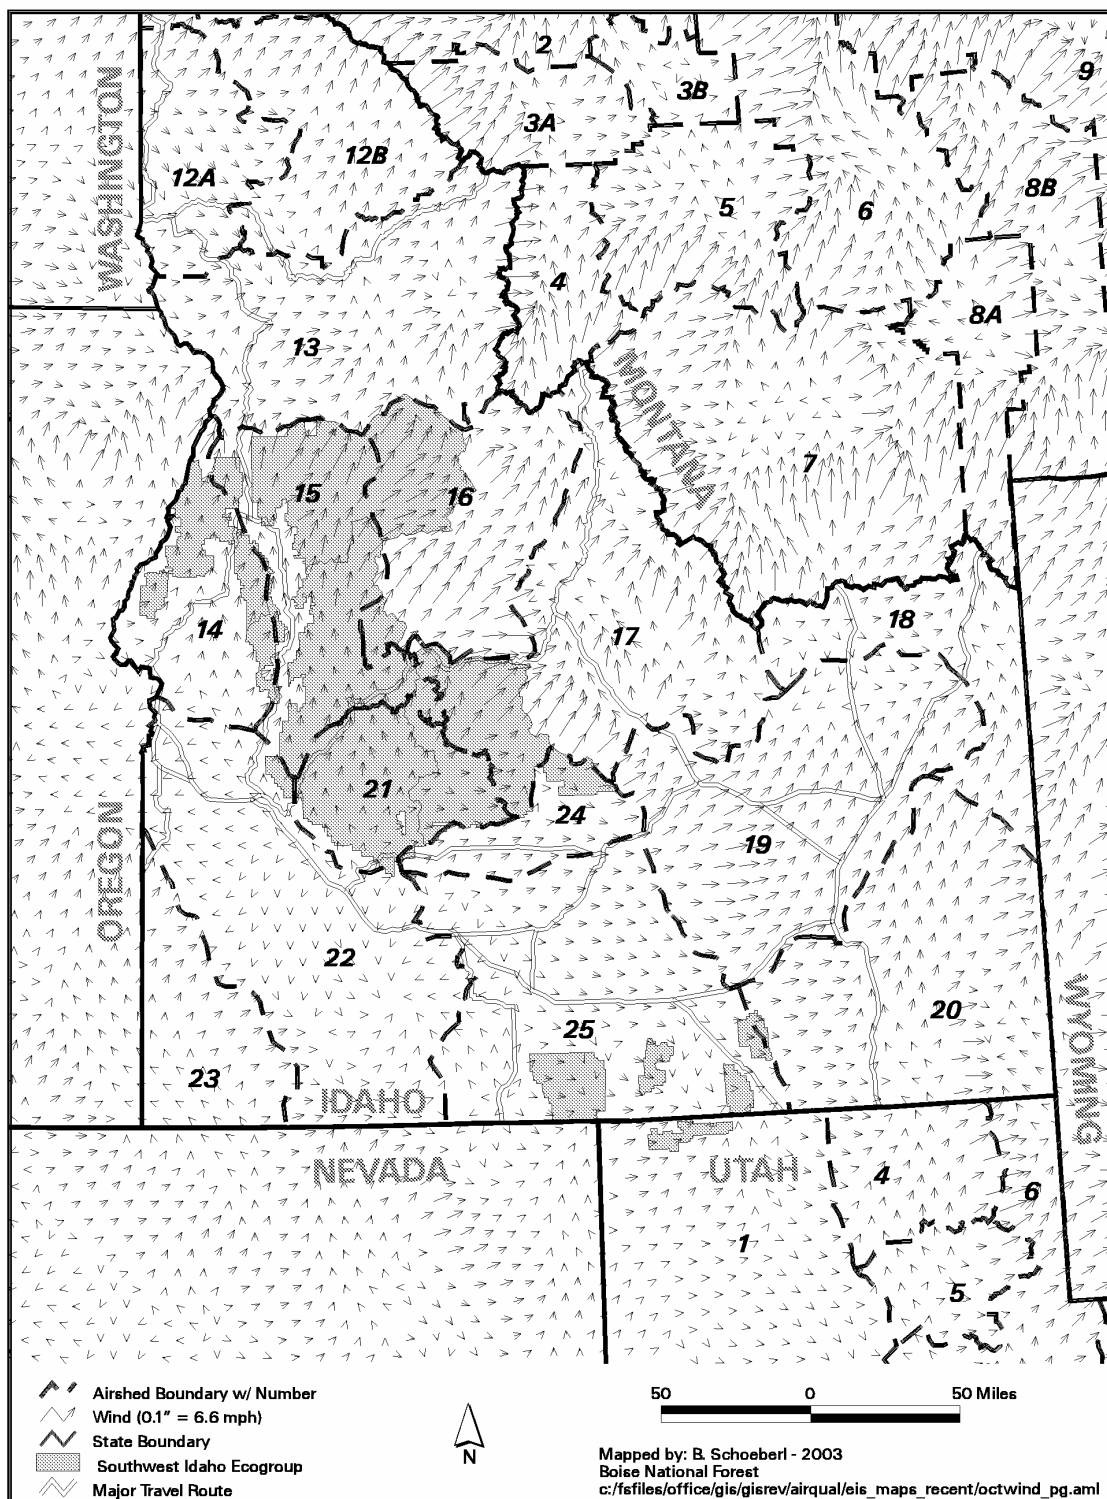 2
9
3B
3A
12B
12A
WASHINGTON
8B
5
6
4
8A
13
MONTANA
7
15
16
14
18
17
21
24
19
OREGON
22
20
25
WYOMING
23
IDAHO
NEVADA
UTAH
4
6
1
5
Airshed Boundary w/ Number
Wind (0.1" = 6.6 mph)
State Boundary
Southwest Idaho Ecogroup
Major Travel Route
N
50 0 50 Miles
Mapped by: B. Schoeberl - 2003
Boise National Forest
c:/fsfiles/office/gis/gisrev/airqual/eis_maps_recent/octwind_pg.aml